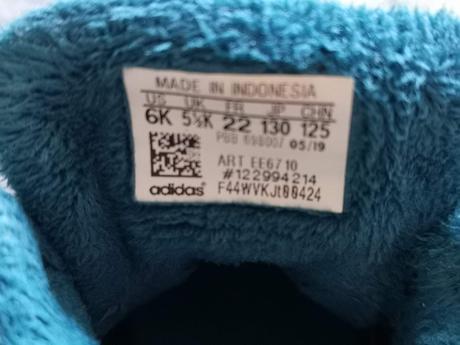 MADE IN INDONESIA
US UK FR JP CHN
6K 5½K 22 130 125
PBB 698007 05/19
ART EE6710
#122994214
adidas F44WVKJt00424